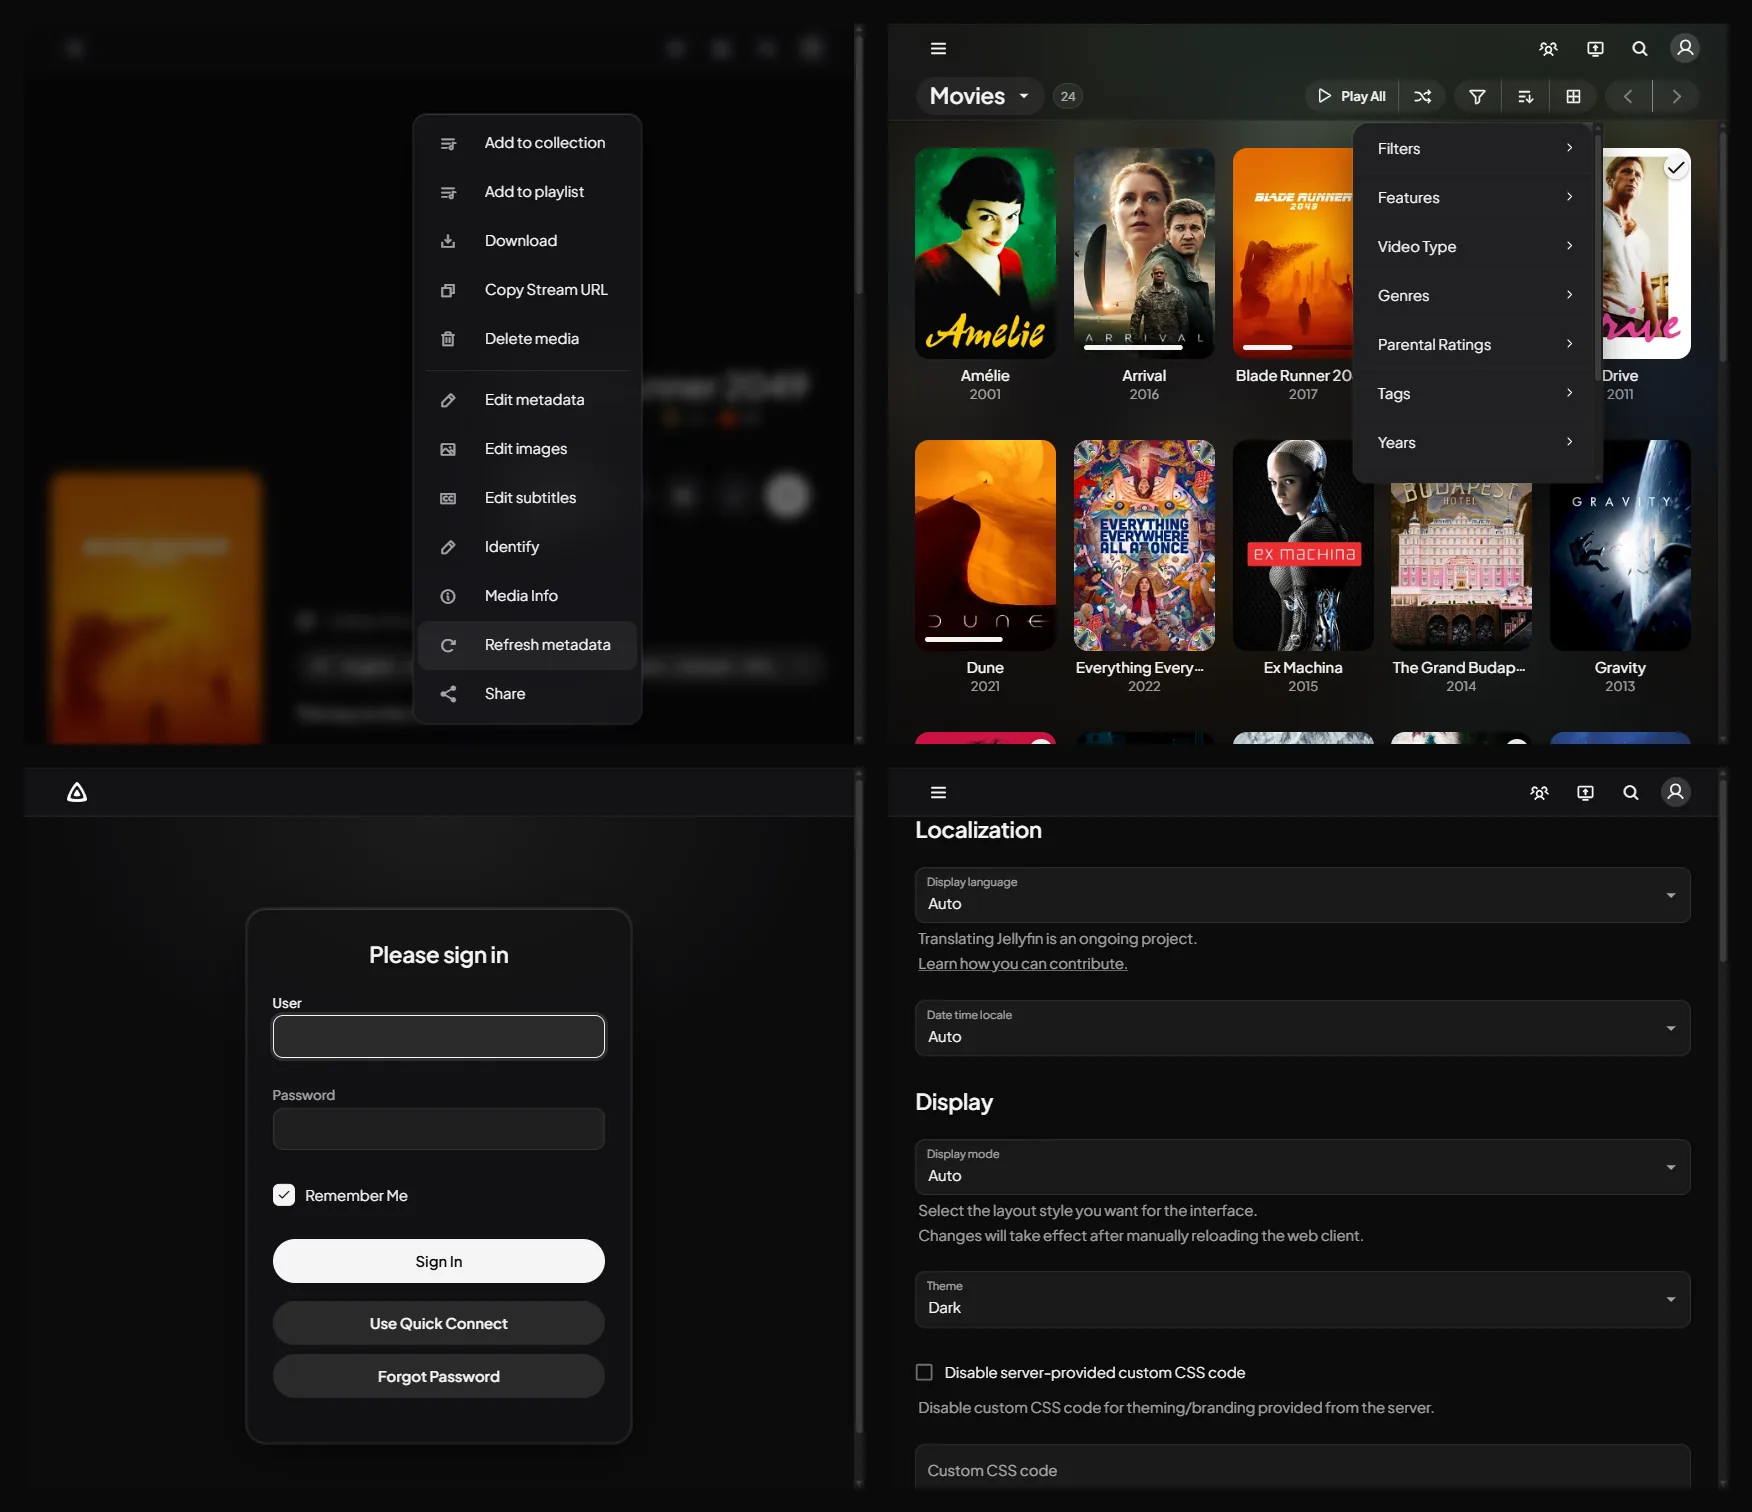 Add to collection
Add to playlist
Download
Copy Stream URL
Delete media
nner 2049
Edit metadata
Edit images
Edit subtitles
Identify
Media Info
Refresh metadata
Share
Movies
24
Play All
Filters
Features
Video Type
Genres
Parental Ratings
Tags
Years
Amélie
ARRIVAL
BLADE RUNNER
2049
rive
Amélie
2001
Arrival
2016
Blade Runner 20
2017
Drive
2011
DUNE
EVERYTHING
EVERYWHERE
ALL AT ONCE
ex machina
BUDAPEST
HOTEL
GRAVITY
Dune
2021
Everything Every...
2022
Ex Machina
2015
The Grand Budap...
2014
Gravity
2013
Please sign in
User
Password
Remember Me
Sign In
Use Quick Connect
Forgot Password
Localization
Display language
Auto
Translating Jellyfin is an ongoing project.
Learn how you can contribute.
Date time locale
Auto
Display
Display mode
Auto
Select the layout style you want for the interface.
Changes will take effect after manually reloading the web client.
Theme
Dark
Disable server-provided custom CSS code
Disable custom CSS code for theming/branding provided from the server.
Custom CSS code